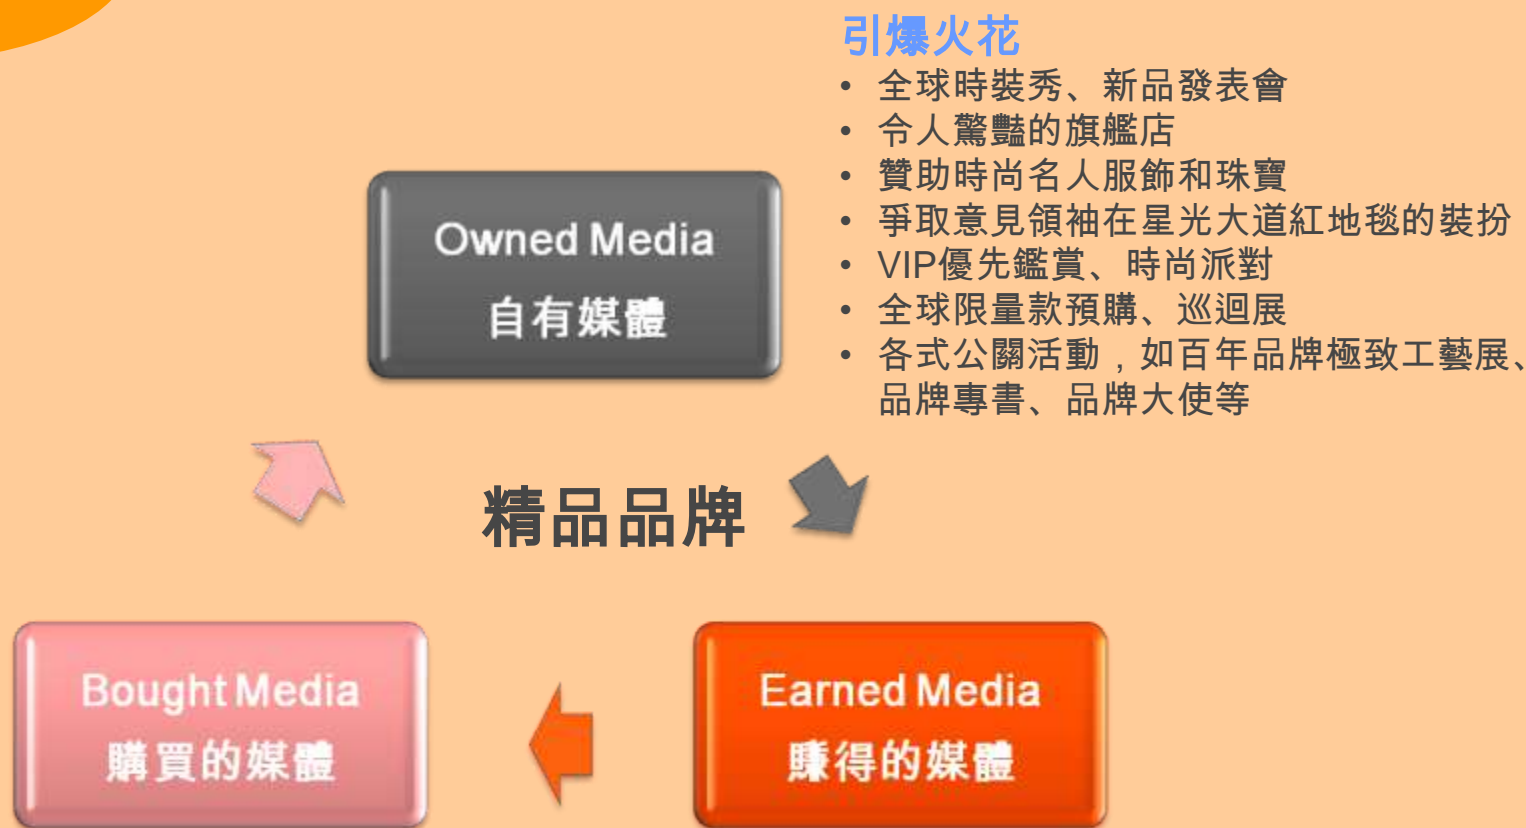 引爆火花
• 全球時裝秀、新品發表會
• 令人驚豔的旗艦店
• 贊助時尚名人服飾和珠寶
• 爭取意見領袖在星光大道紅地毯的裝扮
• VIP優先鑑賞、時尚派對
• 全球限量款預購、巡迴展
• 各式公關活動，如百年品牌極致工藝展、
品牌專書、品牌大使等
Owned Media
自有媒體
精品品牌
Bought Media
購買的媒體
Earned Media
賺得的媒體